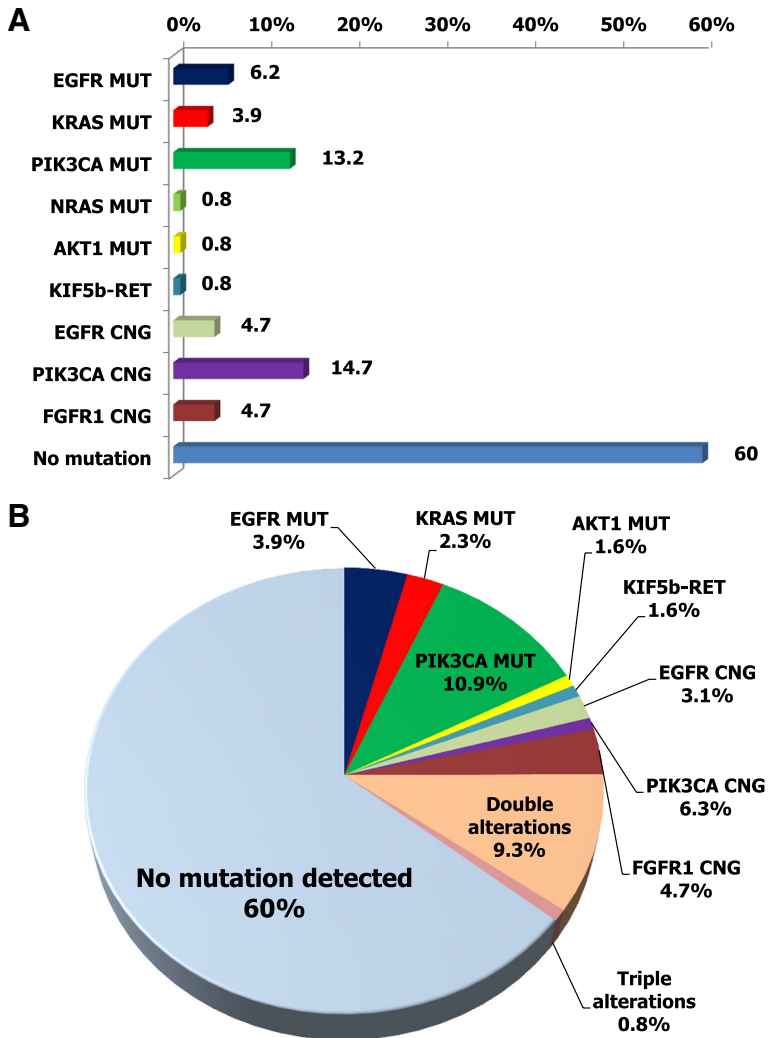 A
0% 10% 20% 30% 40% 50% 60%
EGFR MUT 6.2
KRAS MUT 3.9
PIK3CA MUT 13.2
NRAS MUT 0.8
AKT1 MUT 0.8
KIF5b-RET 0.8
EGFR CNG 4.7
PIK3CA CNG 14.7
FGFR1 CNG 4.7
No mutation 60
B
EGFR MUT
3.9%
KRAS MUT
2.3%
AKT1 MUT
1.6%
KIF5b-RET
1.6%
PIK3CA MUT
10.9%
EGFR CNG
3.1%
PIK3CA CNG
6.3%
Double
alterations
9.3%
FGFR1 CNG
4.7%
No mutation detected
60%
Triple
alterations
0.8%